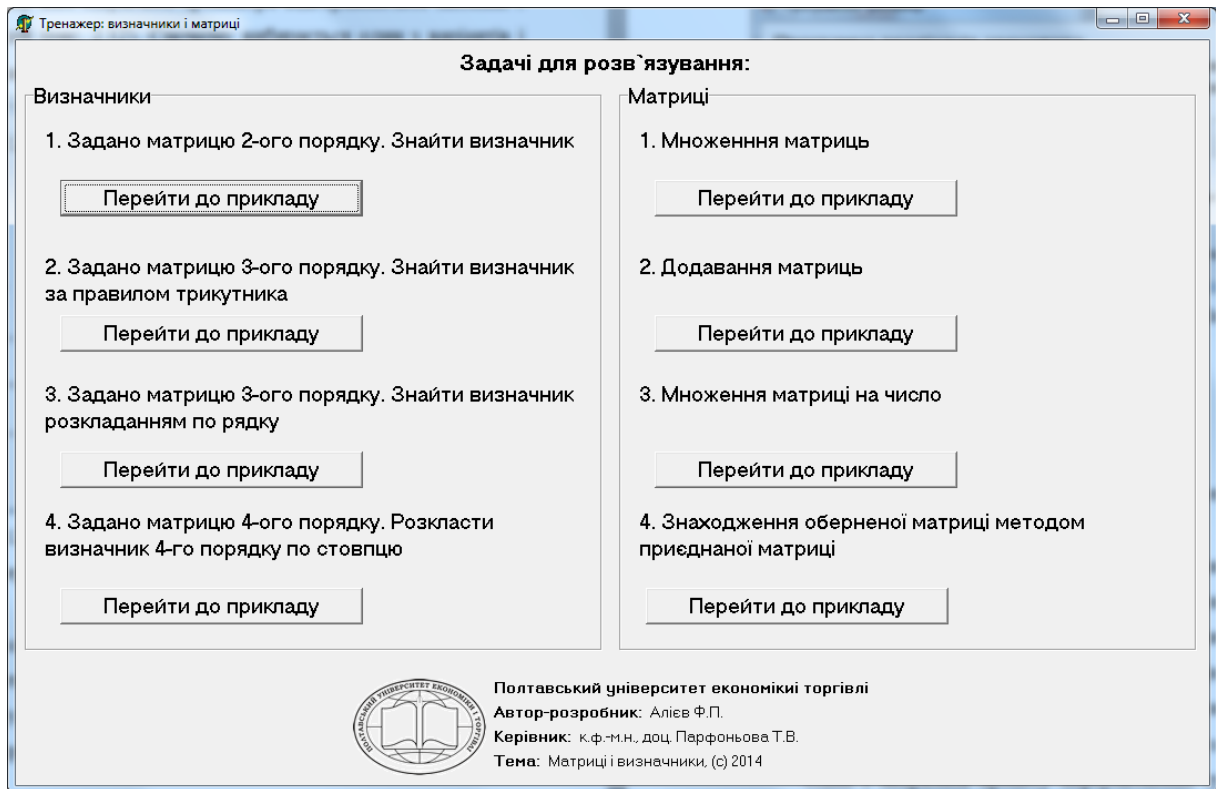 Тренажер: визначники і матриці
Задачі для розв`язування:
Визначники
1. Задано матрицю 2-ого порядку. Знайти визначник
Перейти до прикладу
2. Задано матрицю 3-ого порядку. Знайти визначник
за правилом трикутника
Перейти до прикладу
3. Задано матрицю 3-ого порядку. Знайти визначник
розкладанням по рядку
Перейти до прикладу
4. Задано матрицю 4-ого порядку. Розкласти
визначник 4-го порядку по стовпцю
Перейти до прикладу
Матриці
1. Множенння матриць
Перейти до прикладу
2. Додавання матриць
Перейти до прикладу
3. Множення матриці на число
Перейти до прикладу
4. Знаходження оберненої матриці методом
приєднаної матриці
Перейти до прикладу
ПОЛТАВСЬКИЙ УНІВЕРСИТЕТ ЕКОНОМІКИ І ТОРГІВЛІ
Полтавський університет економікиі торгівлі
Автор-розробник: Алієв Ф.П.
Керівник: к.ф.-м.н., доц. Парфоньова Т.В.
Тема: Матриці і визначники, (с) 2014